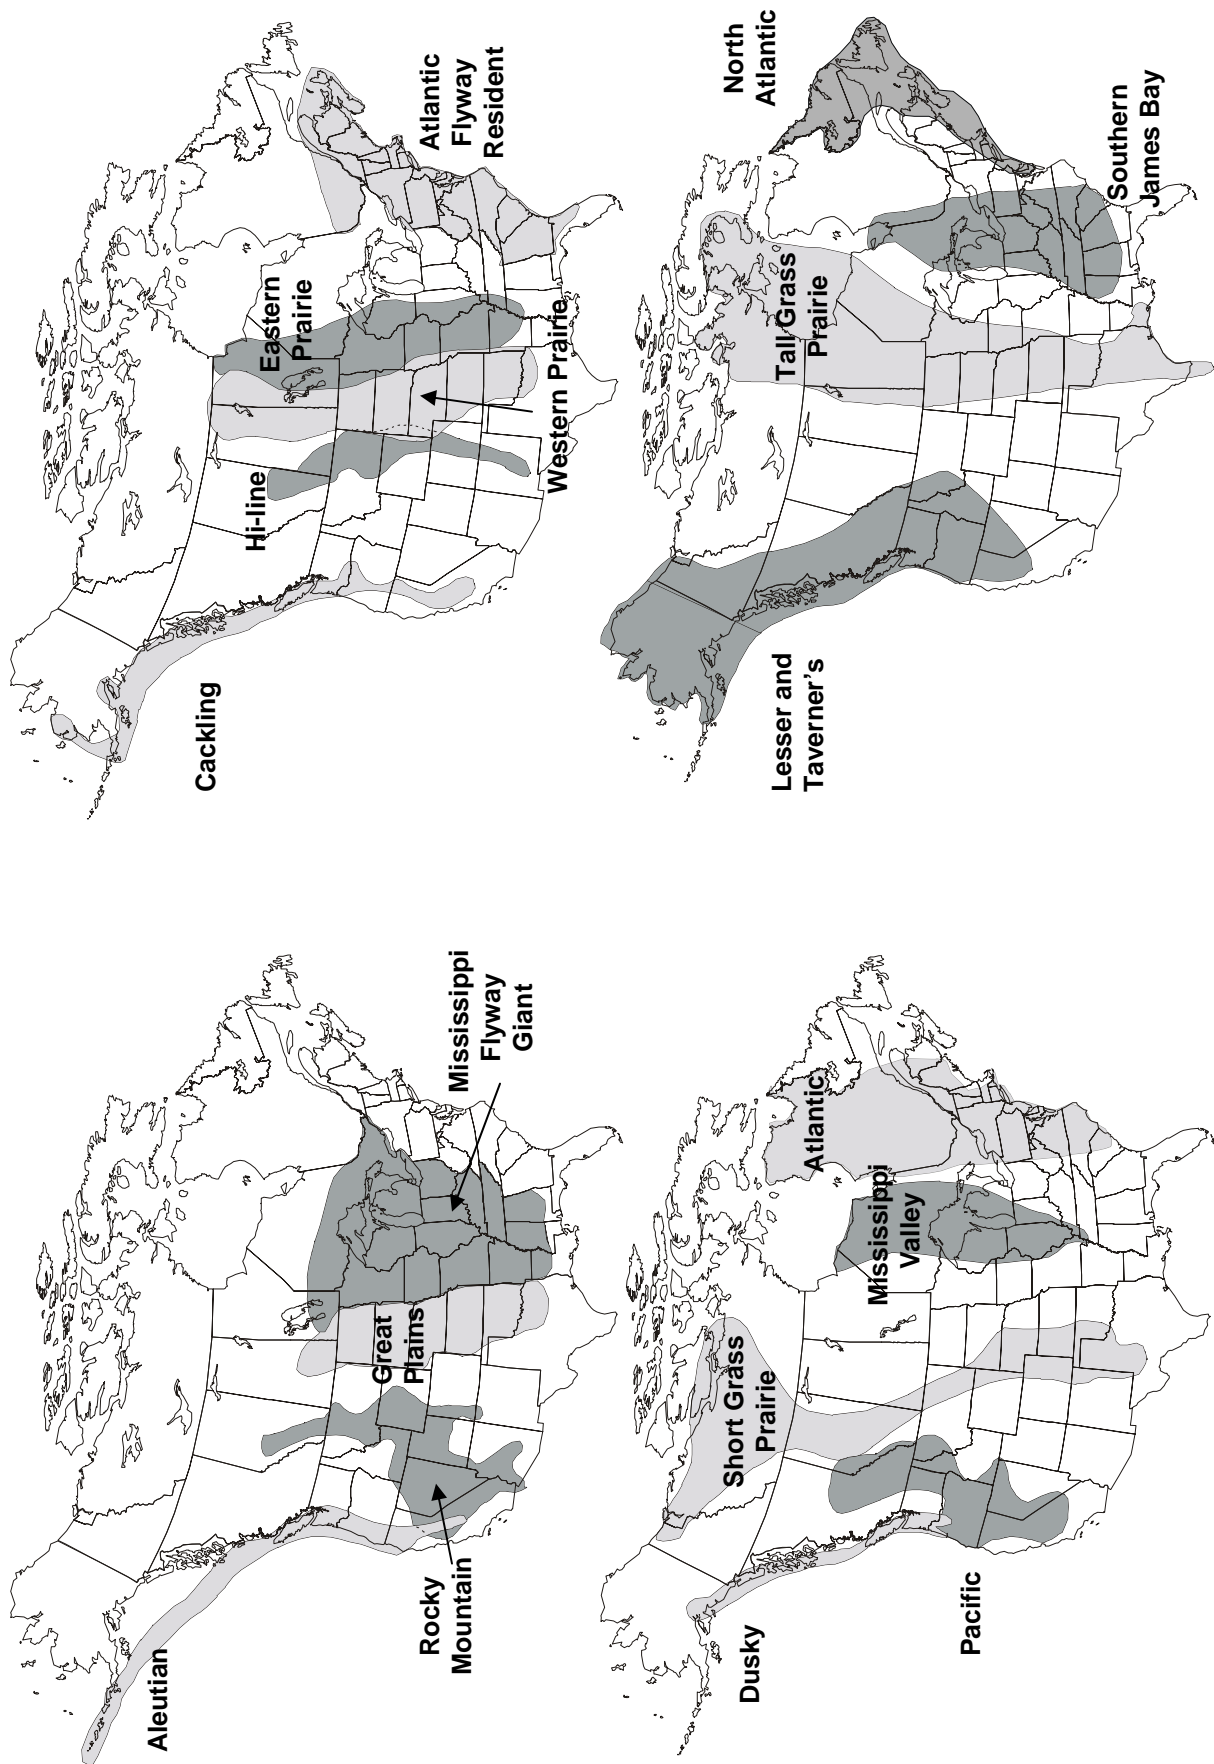 Aleutian
Rocky
Mountain
Great
Plains
Mississippi
Flyway
Giant
Cackling
Hi-line
Eastern
Prairie
Western Prairie
Atlantic
Flyway
Resident
Dusky
Pacific
Short Grass
Prairie
Mississippi
Valley
Atlantic
Lesser and
Taverner's
Tall Grass
Prairie
North
Atlantic
Southern
James Bay